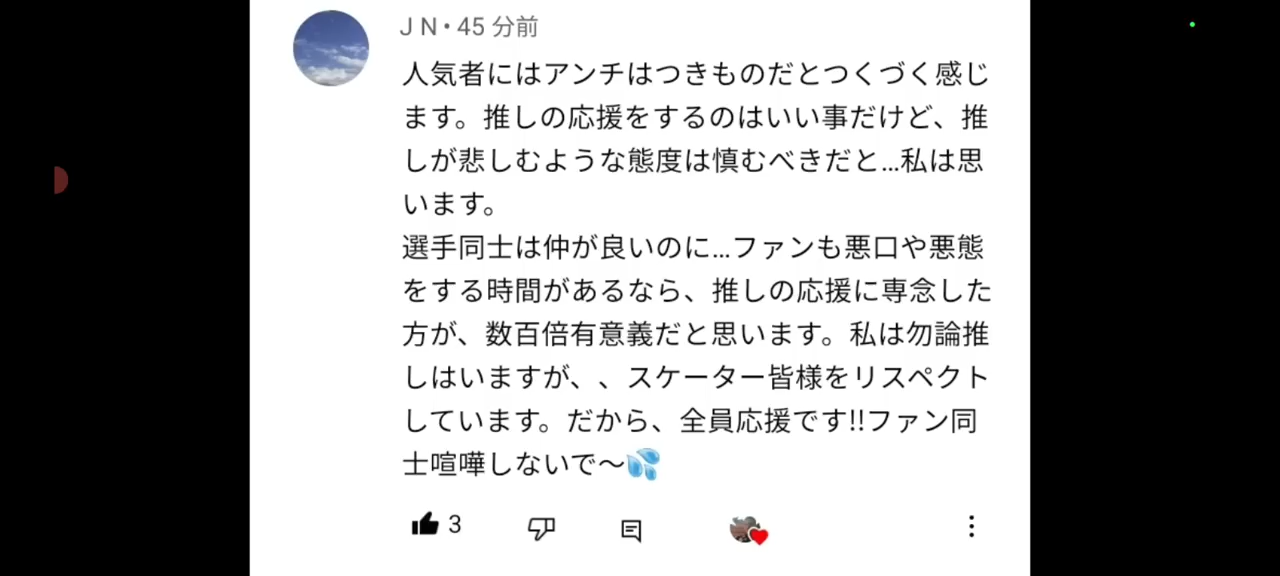 J N • 45 分前
人気者にはアンチはつきものだとつくづく感じ
ます。推しの応援をするのはいい事だけど、推
しが悲しむような態度は慎むべきだと...私は思
います。
選手同士は仲が良いのに...ファンも悪口や悪態
をする時間があるなら、推しの応援に専念した
方が、数百倍有意義だと思います。私は勿論推
しはいますが、、スケーター皆様をリスペクト
しています。だから、全員応援です!!ファン同
士喧嘩しないで〜💦
3